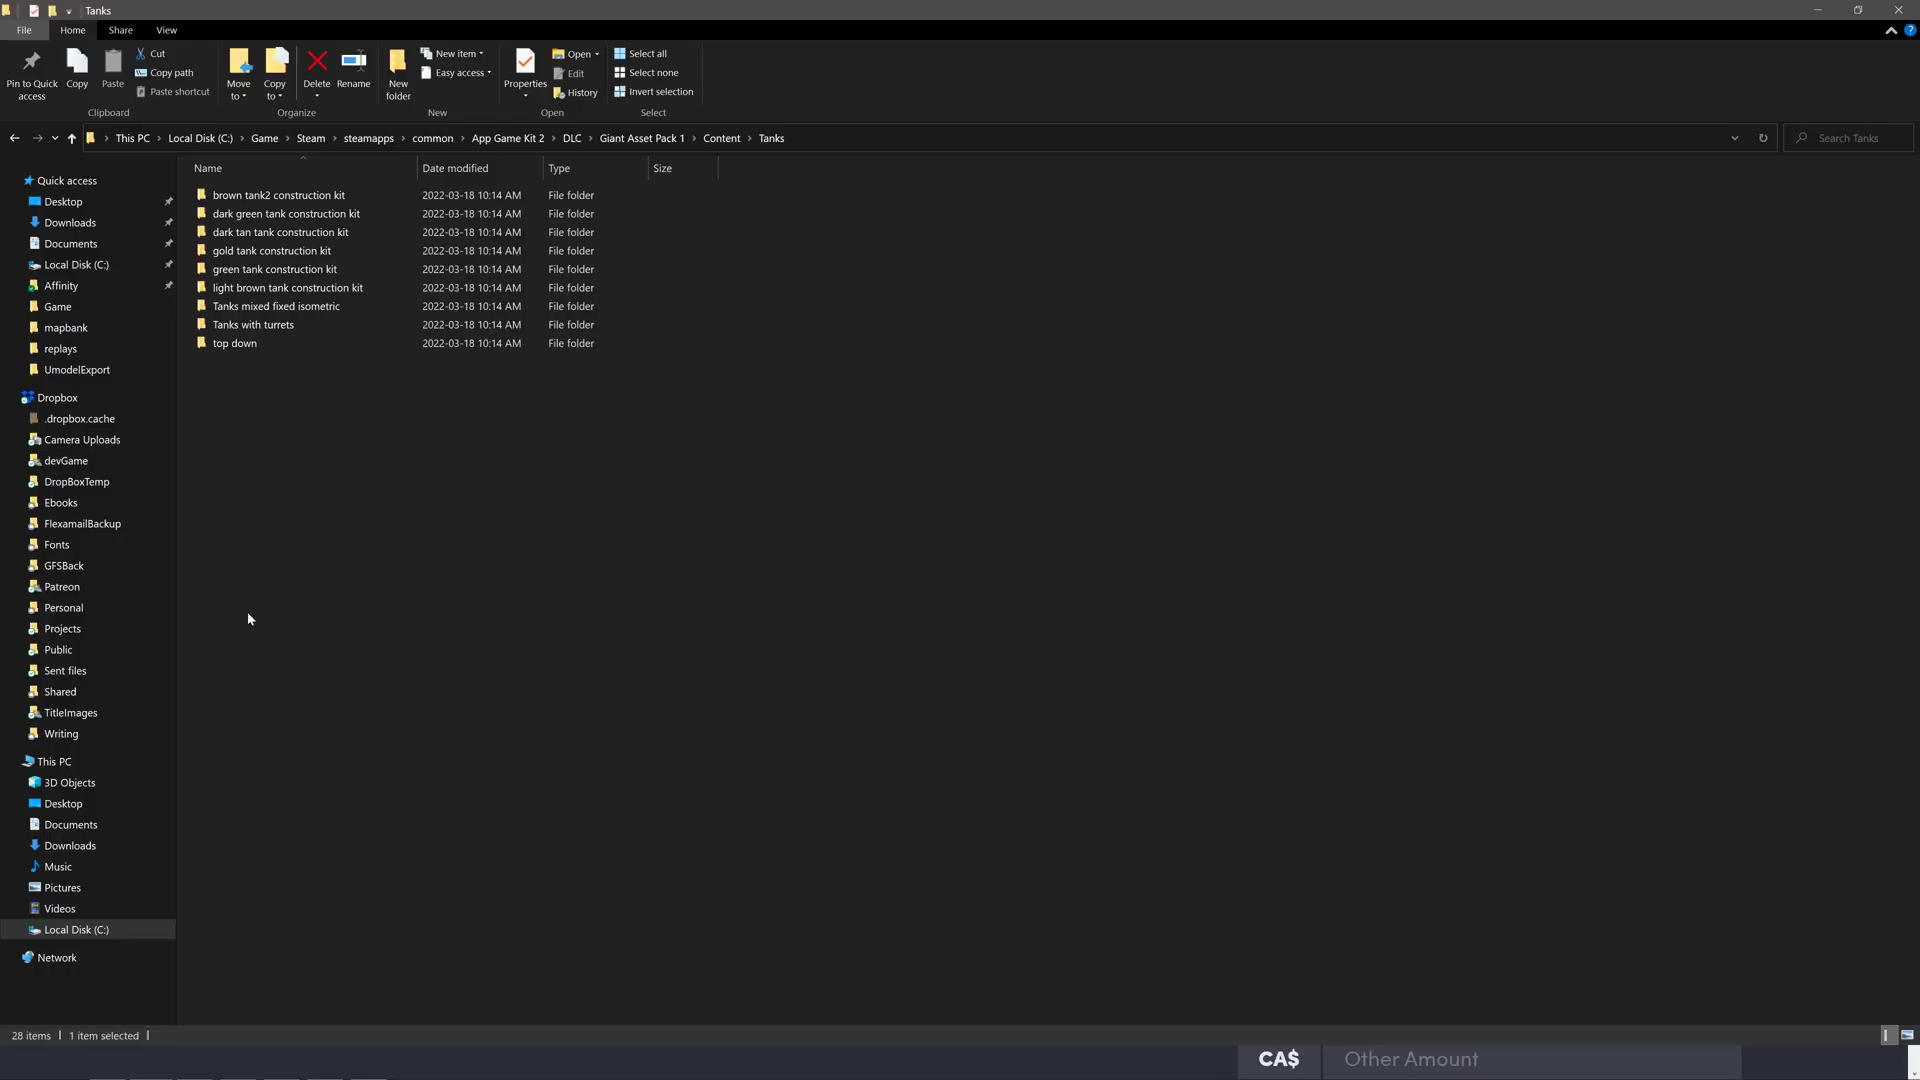 Tanks
File Home Share View
Pin to Quick access
Copy
Paste
Cut
Copy path
Paste shortcut
Clipboard
Move to
Copy to
Delete
Rename
Organize
New folder
New item
Easy access
New
Properties
Open
Edit
History
Open
Select all
Select none
Invert selection
Select
This PC > Local Disk (C:) > Game > Steam > steamapps > common > App Game Kit 2 > DLC > Giant Asset Pack 1 > Content > Tanks
Search Tanks
Name Date modified Type Size
brown tank2 construction kit 2022-03-18 10:14 AM File folder
dark green tank construction kit 2022-03-18 10:14 AM File folder
dark tan tank construction kit 2022-03-18 10:14 AM File folder
gold tank construction kit 2022-03-18 10:14 AM File folder
green tank construction kit 2022-03-18 10:14 AM File folder
light brown tank construction kit 2022-03-18 10:14 AM File folder
Tanks mixed fixed isometric 2022-03-18 10:14 AM File folder
Tanks with turrets 2022-03-18 10:14 AM File folder
top down 2022-03-18 10:14 AM File folder
Quick access
Desktop
Downloads
Documents
Local Disk (C:)
Affinity
Game
mapbank
replays
UmodelExport
Dropbox
.dropbox.cache
Camera Uploads
devGame
DropBoxTemp
Ebooks
FlexamailBackup
Fonts
GFSBack
Patreon
Personal
Projects
Public
Sent files
Shared
TitleImages
Writing
This PC
3D Objects
Desktop
Documents
Downloads
Music
Pictures
Videos
Local Disk (C:)
Network
28 items 1 item selected
CA$ Other Amount